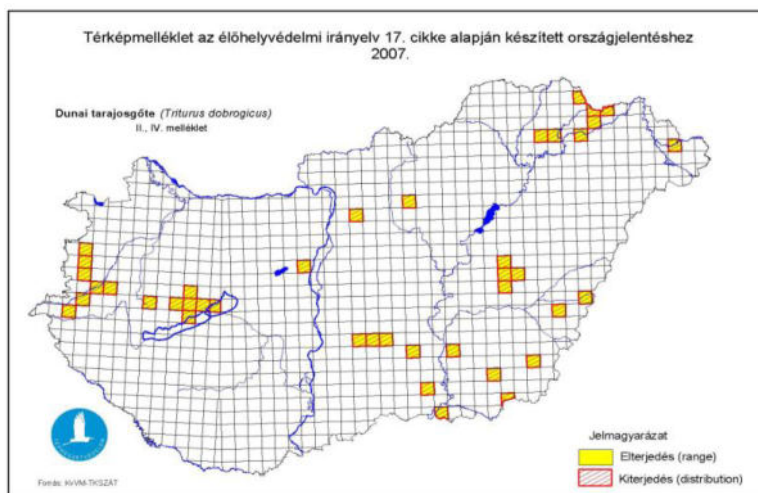 Térképmelléklet az élőhelyvédelmi irányelv 17. cikke alapján készített országjelentéshez
2007.
Dunai tarajosgőte (Triturus dobrogicus)
II., IV. melléklet
Jelmagyarázat
Elterjedés (range)
Kiterjedés (distribution)
Forrás: KvVM-TKSZÁT